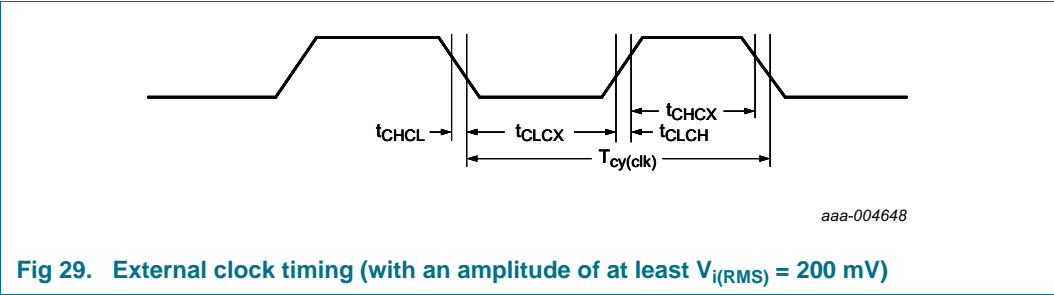 tCHCX
tCHCL tCLCX tCLCH
Tcy(clk)
aaa-004648
Fig 29. External clock timing (with an amplitude of at least Vi(RMS) = 200 mV)